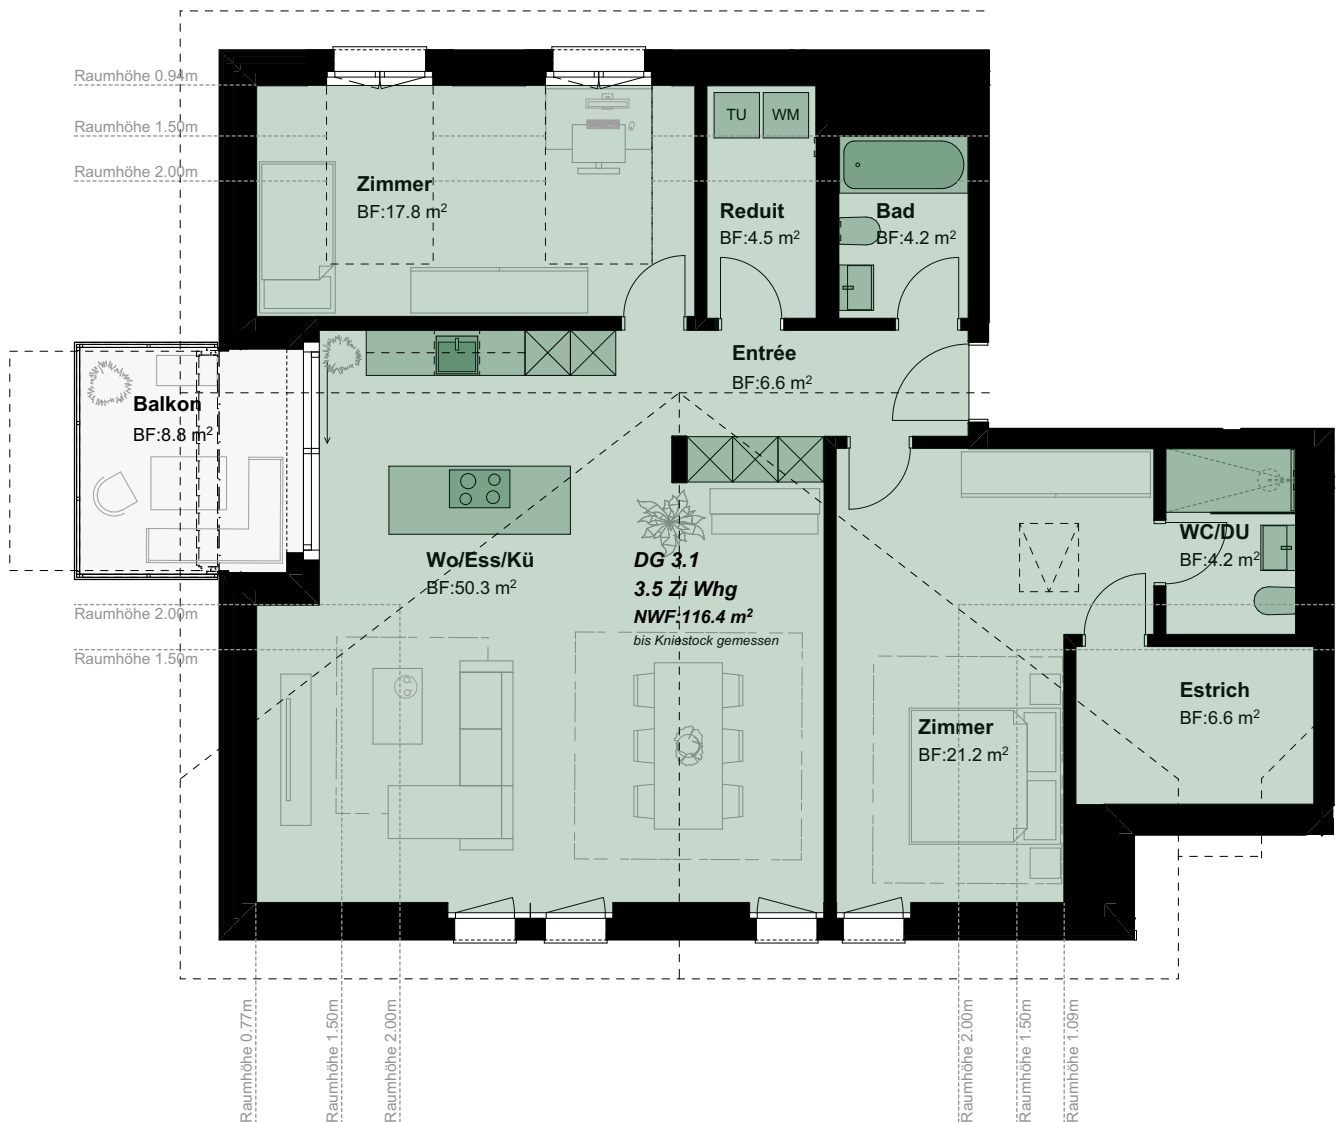 Raumhöhe 0.94m
Raumhöhe 1.50m
Raumhöhe 2.00m
Zimmer
BF:17.8 m²
TU
WM
Reduit
BF:4.5 m²
Bad
BF:4.2 m²
Entrée
BF:6.6 m²
Balkon
BF:8.8 m²
Wo/Ess/Kü
BF:50.3 m²
DG 3.1
3.5 Zi Whg
NWF:116.4 m²
bis Kniestock gemessen
WC/DU
BF:4.2 m²
Raumhöhe 2.00m
Raumhöhe 1.50m
Estrich
BF:6.6 m²
Zimmer
BF:21.2 m²
Raumhöhe 0.77m
Raumhöhe 1.50m
Raumhöhe 2.00m
Raumhöhe 2.00m
Raumhöhe 1.50m
Raumhöhe 1.09m